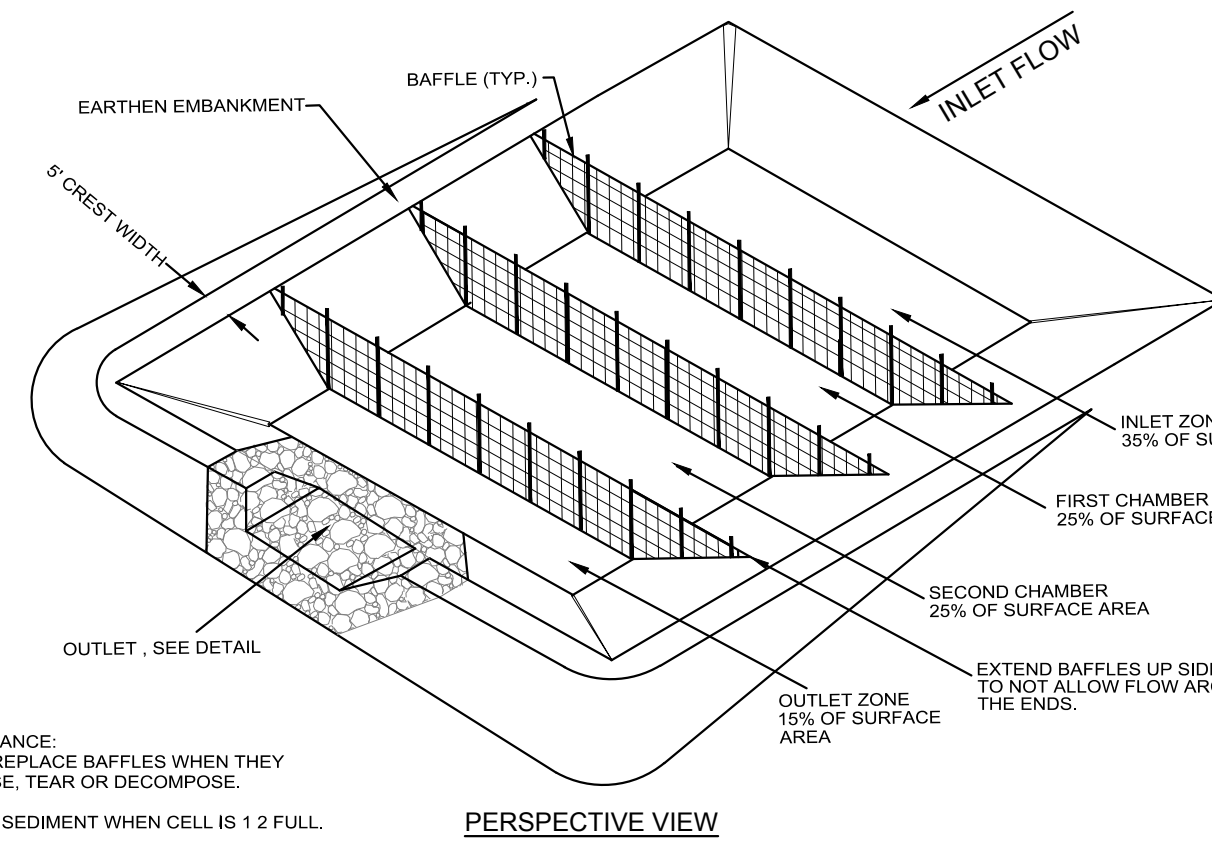 INLET FLOW
BAFFLE (TYP.)
EARTHEN EMBANKMENT
5' CREST WIDTH
INLET
35% OF
FIRST CHAMBER
25% OF SURFACE
SECOND CHAMBER
25% OF SURFACE AREA
EXTEND BAFFLES UP
TO NOT ALLOW FLOW
THE ENDS.
OUTLET ZONE
15% OF SURFACE
AREA
OUTLET , SEE DETAIL
ANCE:
REPLACE BAFFLES WHEN THEY
SE, TEAR OR DECOMPOSE.
SEDIMENT WHEN CELL IS 1 2 FULL.
PERSPECTIVE VIEW